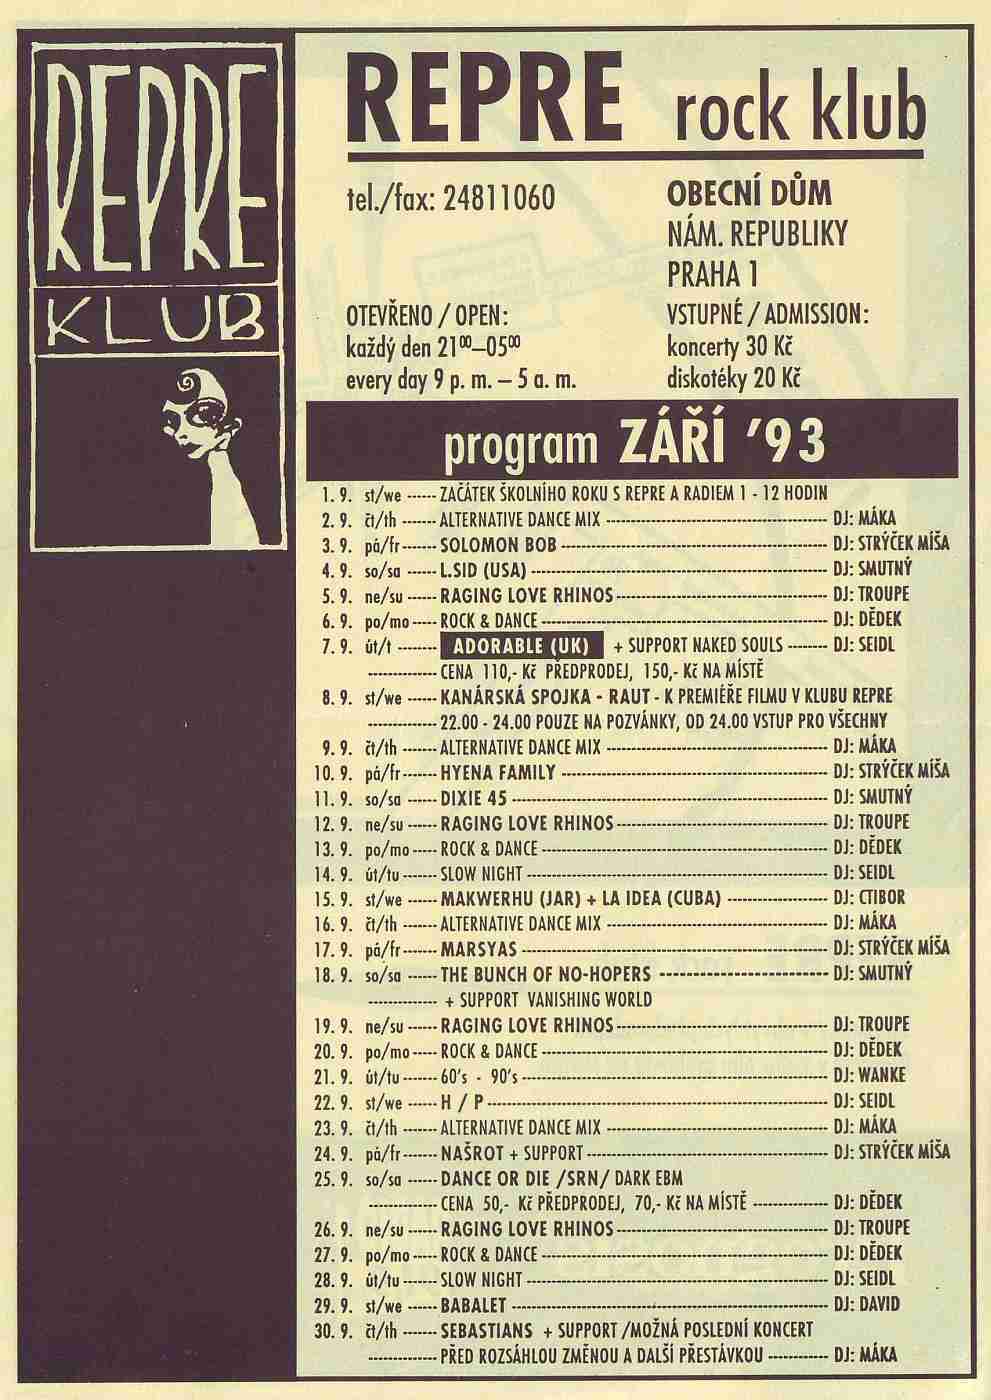 REPRE
KLUB
REPRE rock klub
tel./fax: 24811060
OBECNÍ DŮM
NÁM. REPUBLIKY
PRAHA 1
OTEVŘENO / OPEN:
každý den 21⁰⁰–05⁰⁰
every day 9 p. m. – 5 a. m.
VSTUPNÉ / ADMISSION:
koncerty 30 Kč
diskotéky 20 Kč
program ZÁŘÍ '93
1. 9. st/we ------ ZAČÁTEK ŠKOLNÍHO ROKU S REPRE A RADIEM 1 - 12 HODIN
2. 9. čt/th ------- ALTERNATIVE DANCE MIX ------- DJ: MÁKA
3. 9. pá/fr ------ SOLOMON BOB ------- DJ: STRÝČEK MÍŠA
4. 9. so/sa ------ L.SID (USA) ------- DJ: SMUTNÝ
5. 9. ne/su ------ RAGING LOVE RHINOS ------- DJ: TROUPE
6. 9. po/mo ----- ROCK & DANCE ------- DJ: DĚDEK
7. 9. út/t -------- ADORABLE (UK) + SUPPORT NAKED SOULS -------- DJ: SEIDL
-------------- CENA 110,- Kč PŘEDPRODEJ, 150,- Kč NA MÍSTĚ
8. 9. st/we ------ KANÁRSKÁ SPOJKA - RAUT - K PREMIÉŘE FILMU V KLUBU REPRE
-------------- 22.00 - 24.00 POUZE NA POZVÁNKY, OD 24.00 VSTUP PRO VŠECHNY
9. 9. čt/th ------- ALTERNATIVE DANCE MIX ------- DJ: MÁKA
10. 9. pá/fr ------ HYENA FAMILY ------- DJ: STRÝČEK MÍŠA
11. 9. so/sa ------ DIXIE 45 ------- DJ: SMUTNÝ
12. 9. ne/su ------ RAGING LOVE RHINOS ------- DJ: TROUPE
13. 9. po/mo ----- ROCK & DANCE ------- DJ: DĚDEK
14. 9. út/tu ------ SLOW NIGHT ------- DJ: SEIDL
15. 9. st/we ------ MAKWERHU (JAR) + LA IDEA (CUBA) ------- DJ: CTIBOR
16. 9. čt/th ------- ALTERNATIVE DANCE MIX ------- DJ: MÁKA
17. 9. pá/fr ------ MARSYAS ------- DJ: STRÝČEK MÍŠA
18. 9. so/sa ------ THE BUNCH OF NO-HOPERS ------- DJ: SMUTNÝ
-------------- + SUPPORT VANISHING WORLD
19. 9. ne/su ------ RAGING LOVE RHINOS ------- DJ: TROUPE
20. 9. po/mo ----- ROCK & DANCE ------- DJ: DĚDEK
21. 9. út/tu ------ 60's - 90's ------- DJ: WANKE
22. 9. st/we ------ H / P ------- DJ: SEIDL
23. 9. čt/th ------- ALTERNATIVE DANCE MIX ------- DJ: MÁKA
24. 9. pá/fr ------ NAŠROT + SUPPORT ------- DJ: STRÝČEK MÍŠA
25. 9. so/sa ------ DANCE OR DIE /SRN/ DARK EBM
-------------- CENA 50,- Kč PŘEDPRODEJ, 70,- Kč NA MÍSTĚ ------- DJ: DĚDEK
26. 9. ne/su ------ RAGING LOVE RHINOS ------- DJ: TROUPE
27. 9. po/mo ----- ROCK & DANCE ------- DJ: DĚDEK
28. 9. út/tu ------ SLOW NIGHT ------- DJ: SEIDL
29. 9. st/we ------ BABALET ------- DJ: DAVID
30. 9. čt/th ------- SEBASTIANS + SUPPORT /MOŽNÁ POSLEDNÍ KONCERT
-------------- PŘED ROZSÁHLOU ZMĚNOU A DALŠÍ PŘESTÁVKOU ------- DJ: MÁKA